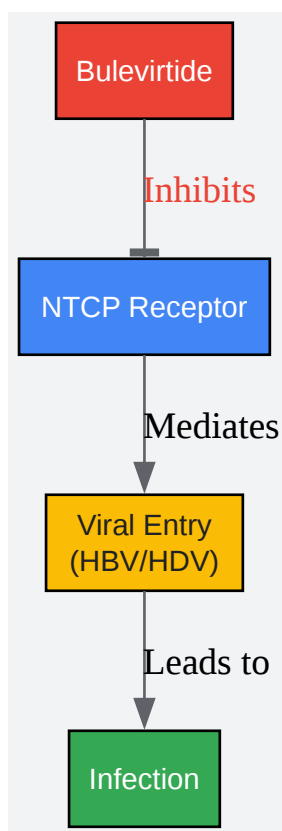 Bulevirtide
Inhibits
NTCP Receptor
Mediates
Viral Entry
(HBV/HDV)
Leads to
Infection